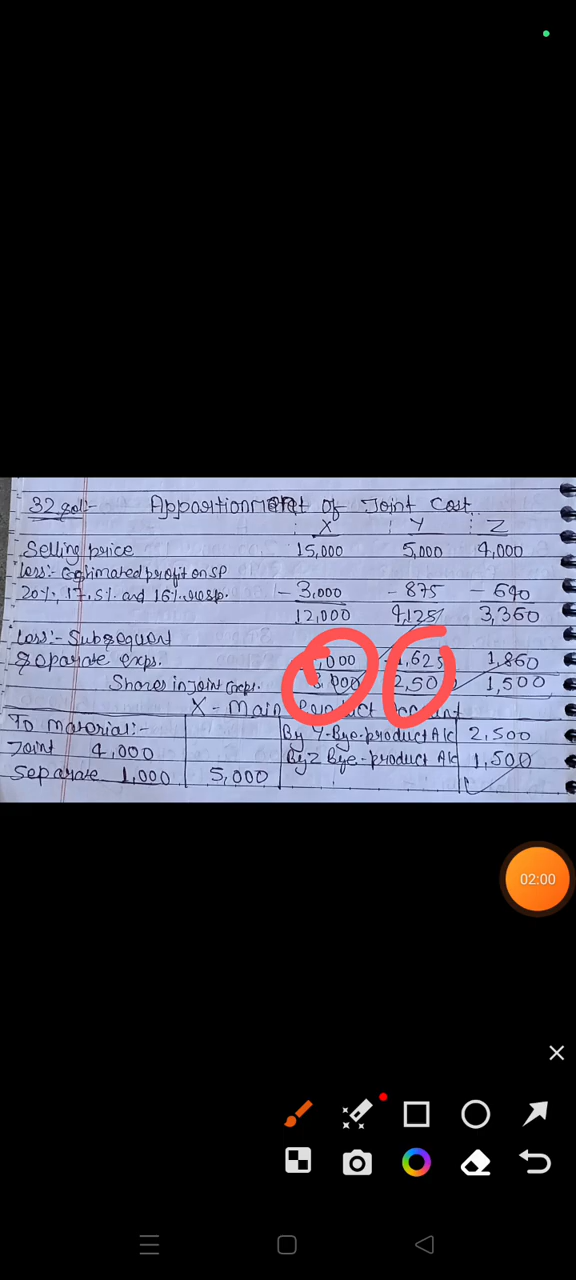 32 sol:- Apportionment of Joint Cost.
X Y Z
Selling price 15,000 5,000 4,000
Less:- Estimated profit on SP
20%, 17.5% and 16% resp. - 3,000 - 875 - 640
12,000 4,125 3,360
Less:- Subsequent
Separate exps. ,000 1,625 1,860
Shares in Joint exps. 2,500 1,500
X - Main Product Account
To Material:- By Y-Bye-product A/c 2,500
Joint 4,000 By Z Bye-product A/c 1,500
Separate 1,000 5,000
02:00